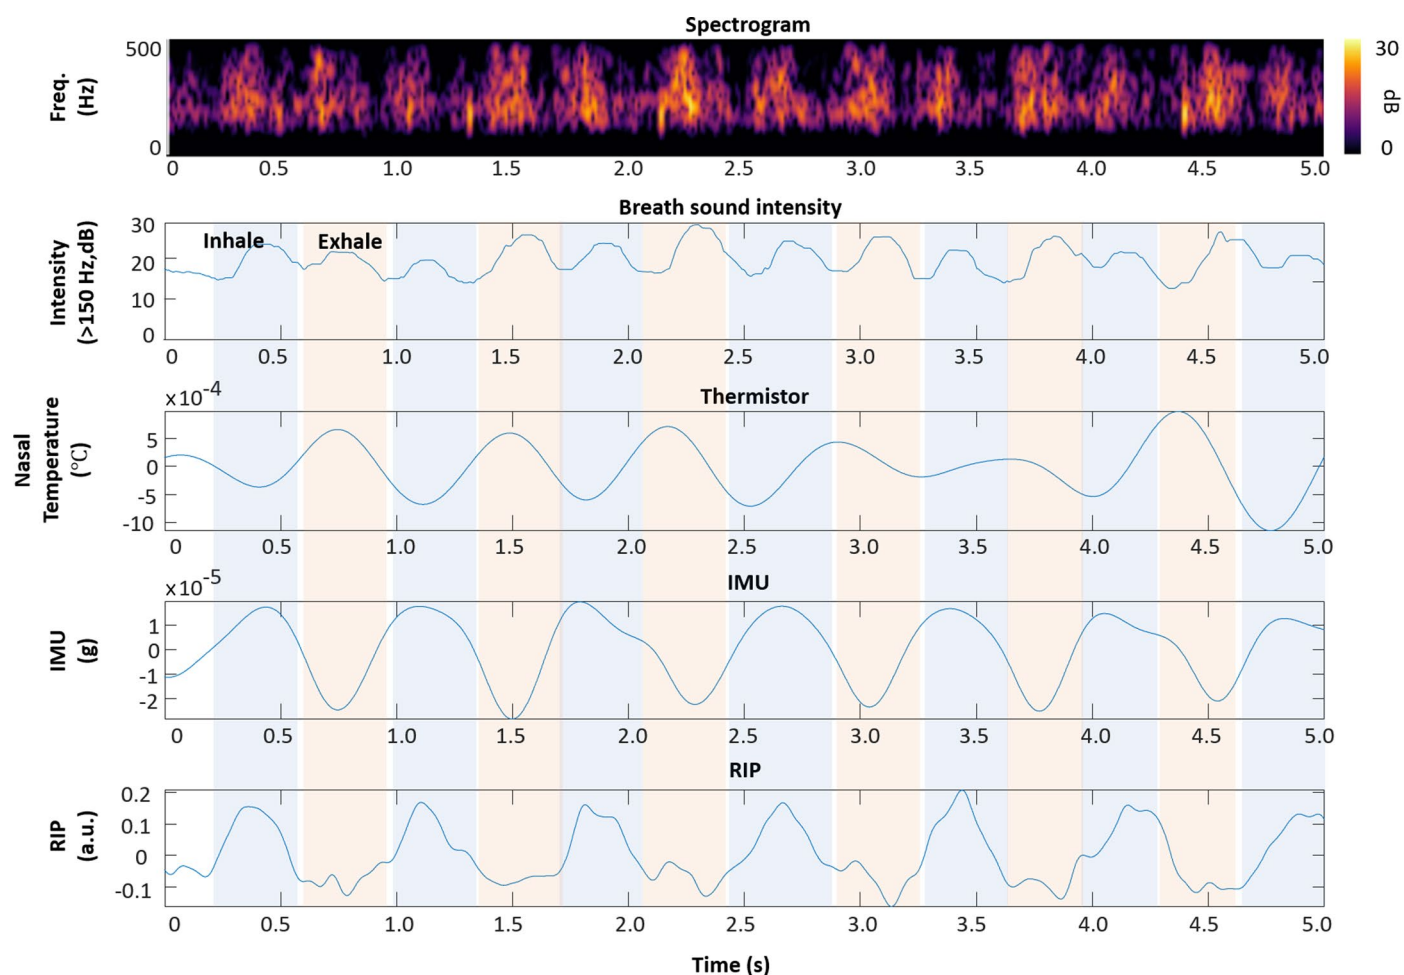 Spectrogram
Freq.
(Hz)
500
0
30
dB
0
0 0.5 1.0 1.5 2.0 2.5 3.0 3.5 4.0 4.5 5.0
Breath sound intensity
Intensity
(>150 Hz,dB)
30
20
10
0
Inhale Exhale
0 0.5 1.0 1.5 2.0 2.5 3.0 3.5 4.0 4.5 5.0
x10-4
Thermistor
Nasal
Temperature
(°C)
5
0
-5
-10
0 0.5 1.0 1.5 2.0 2.5 3.0 3.5 4.0 4.5 5.0
x10-5
IMU
IMU
(g)
1
0
-1
-2
0 0.5 1.0 1.5 2.0 2.5 3.0 3.5 4.0 4.5 5.0
RIP
RIP
(a.u.)
0.2
0.1
0
-0.1
0 0.5 1.0 1.5 2.0 2.5 3.0 3.5 4.0 4.5 5.0
Time (s)